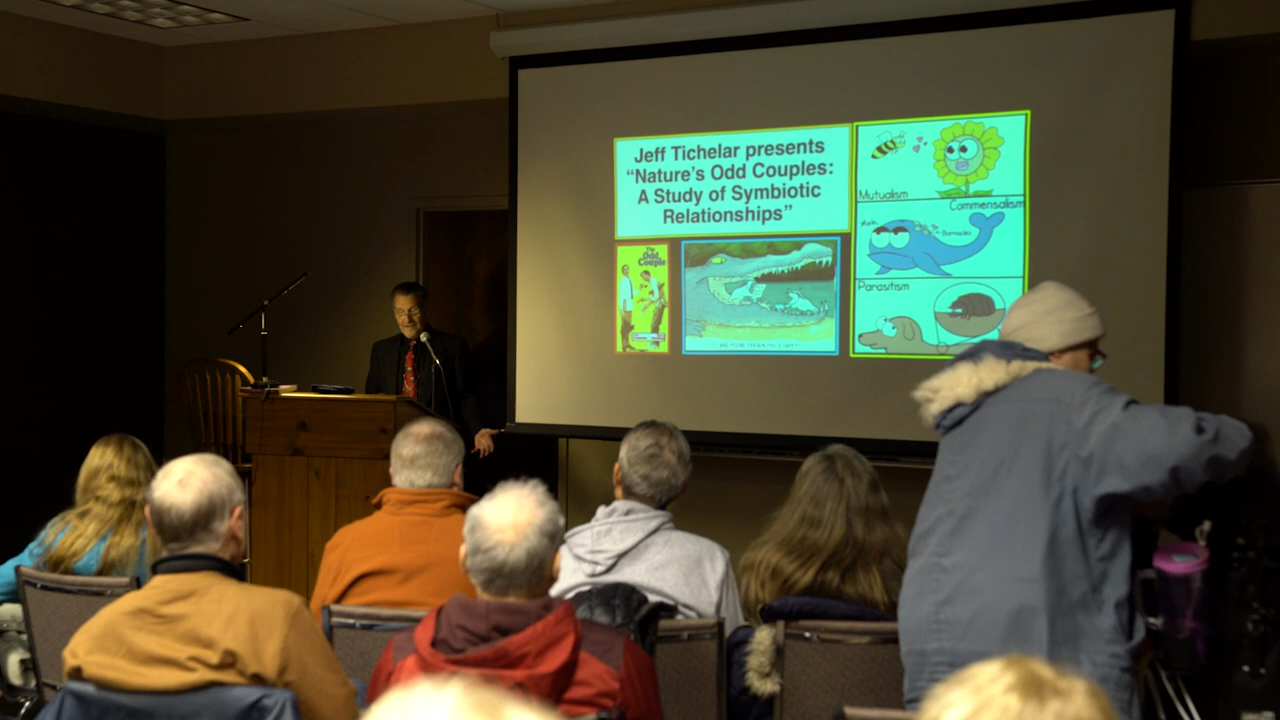 Jeff Tichelar presents
“Nature's Odd Couples:
A Study of Symbiotic
Relationships”
The
Odd
Couple
Mutualism
Commensalism
Barnacles
Parasitism